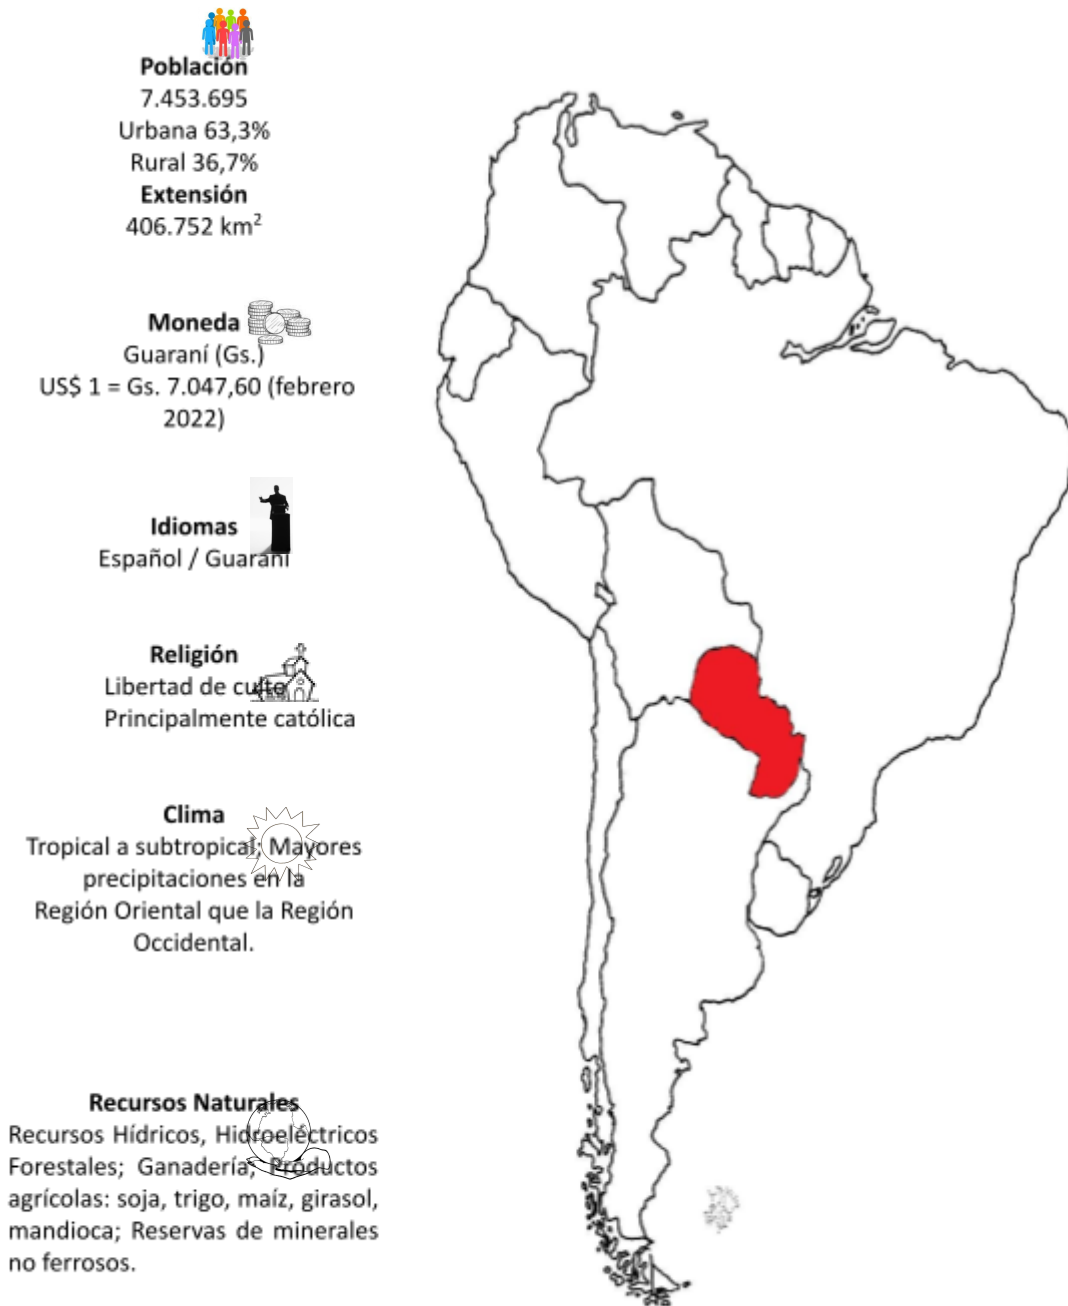 Población
7.453.695
Urbana 63,3%
Rural 36,7%
Extensión
406.752 km²
Moneda
Guaraní (Gs.)
US$ 1 = Gs. 7.047,60 (febrero
2022)
Idiomas
Español / Guaraní
Religión
Libertad de culto
Principalmente católica
Clima
Tropical a subtropical; Mayores
precipitaciones en la
Región Oriental que la Región
Occidental.
Recursos Naturales
Recursos Hídricos, Hidroeléctricos
Forestales; Ganadería; Productos
agrícolas: soja, trigo, maíz, girasol,
mandioca; Reservas de minerales
no ferrosos.